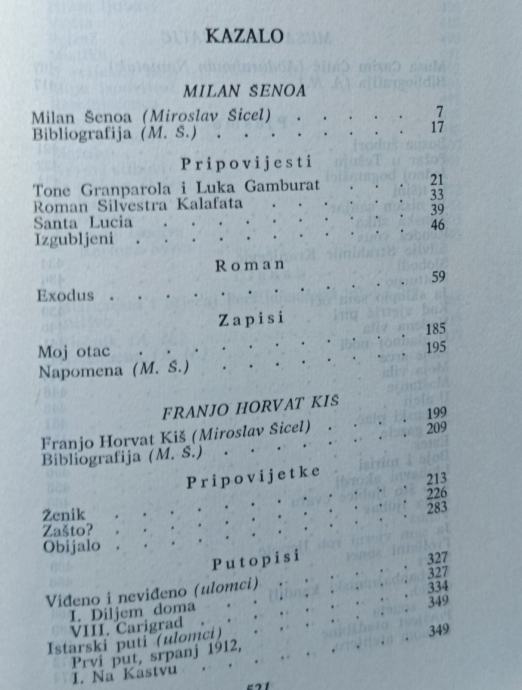 KAZALO
MILAN ŠENOA
Milan Šenoa (Miroslav Šicel) . . . . . 7
Bibliografija (M. Š.) . . . . . . . . 17
Pripovijesti
Tone Granparola i Luka Gamburat . . . 21
Roman Silvestra Kalafata . . . . . . 33
Santa Lucia . . . . . . . . . 39
Izgubljeni . . . . . . . . . . 46
Roman
Exodus . . . . . . . . . . . 59
Zapisi
Moj otac . . . . . . . . . . 185
Napomena (M. Š.) . . . . . . . 195
FRANJO HORVAT KIŠ
Franjo Horvat Kiš (Miroslav Šicel) . . . . 199
Bibliografija (M. Š.) . . . . . . . 209
Pripovijetke
Ženik . . . . . . . . . . . 213
Zašto? . . . . . . . . . . . 226
Obijalo . . . . . . . . . . . 283
Putopisi
Viđeno i neviđeno (ulomci) . . . . . . 327
I. Diljem doma . . . . . . . . 327
VIII. Carigrad . . . . . . . . 334
Istarski puti (ulomci) . . . . . . . 349
Prvi put, srpanj 1912,
I. Na Kastvu . . . . . . . . 349
521